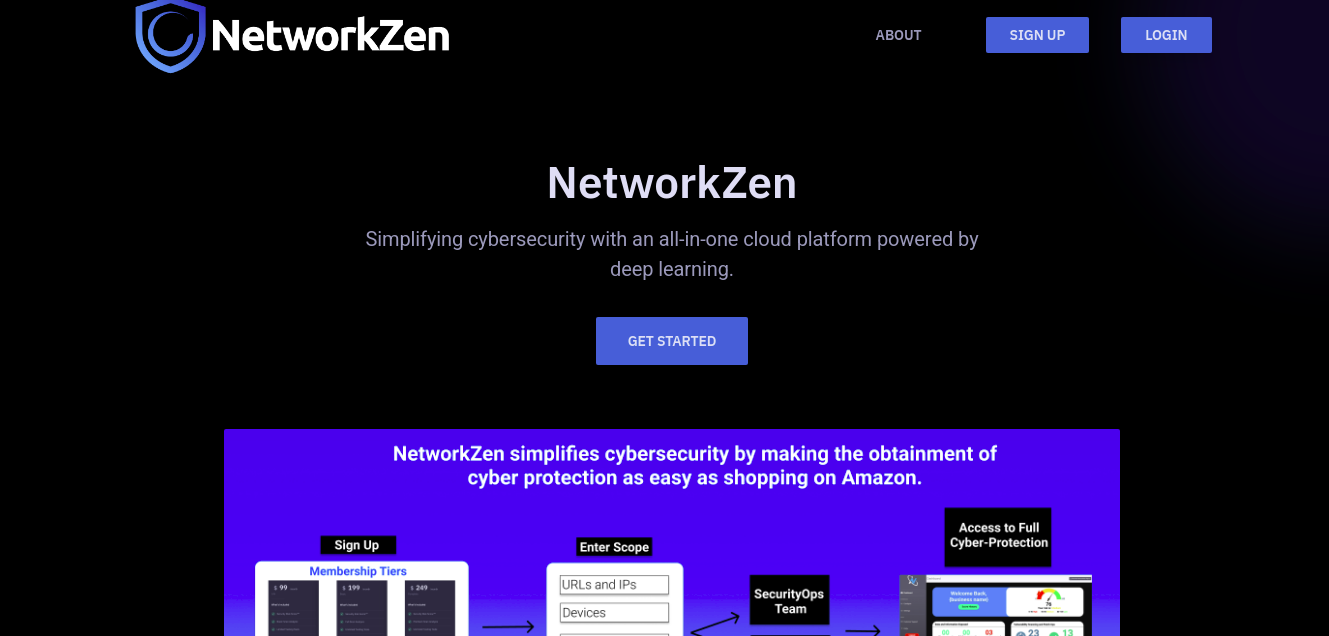 NetworkZen
ABOUT
SIGN UP
LOGIN
NetworkZen
Simplifying cybersecurity with an all-in-one cloud platform powered by
deep learning.
GET STARTED
NetworkZen simplifies cybersecurity by making the obtainment of
cyber protection as easy as shopping on Amazon.
Sign Up
Membership Tiers
$ 99
$ 199
$ 249
Enter Scope
URLs and IPs
Devices
SecurityOps
Team
Access to Full
Cyber-Protection
Welcome Back,
Business name!
23
13